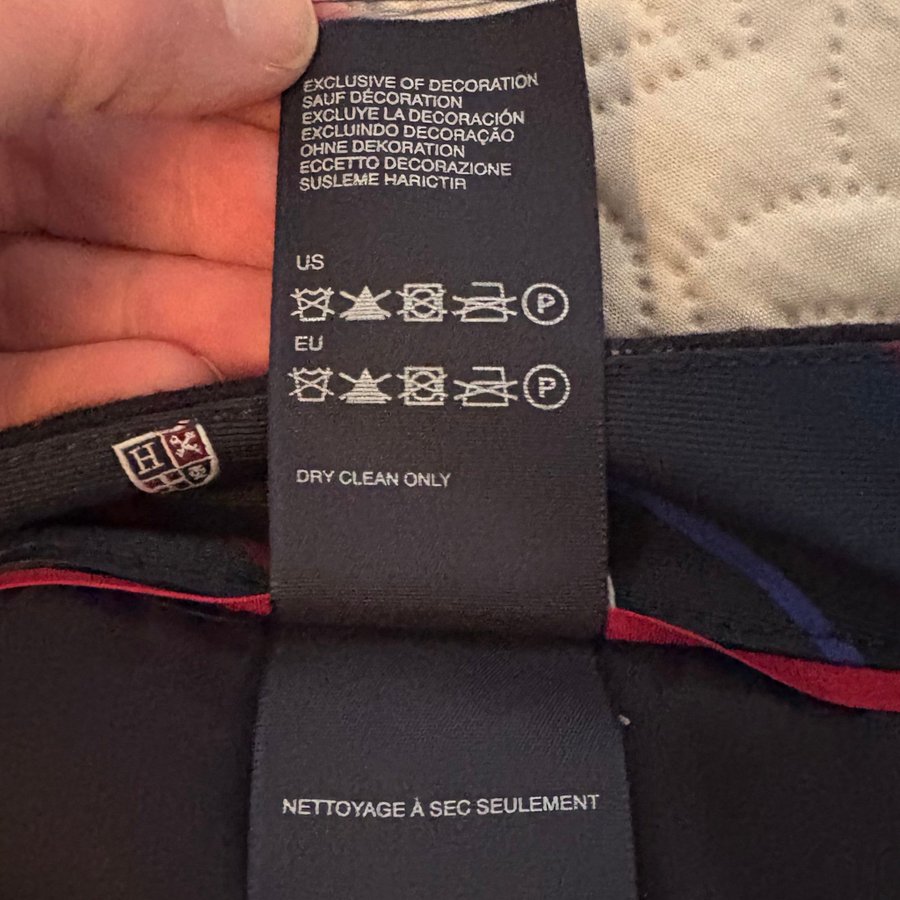 EXCLUSIVE OF DECORATION
SAUF DÉCORATION
EXCLUYE LA DECORACIÓN
EXCLUINDO DECORAÇÃO
OHNE DEKORATION
ECCETTO DECORAZIONE
SUSLEME HARICTIR
US
P
EU
P
H
H
DRY CLEAN ONLY
NETTOYAGE À SEC SEULEMENT